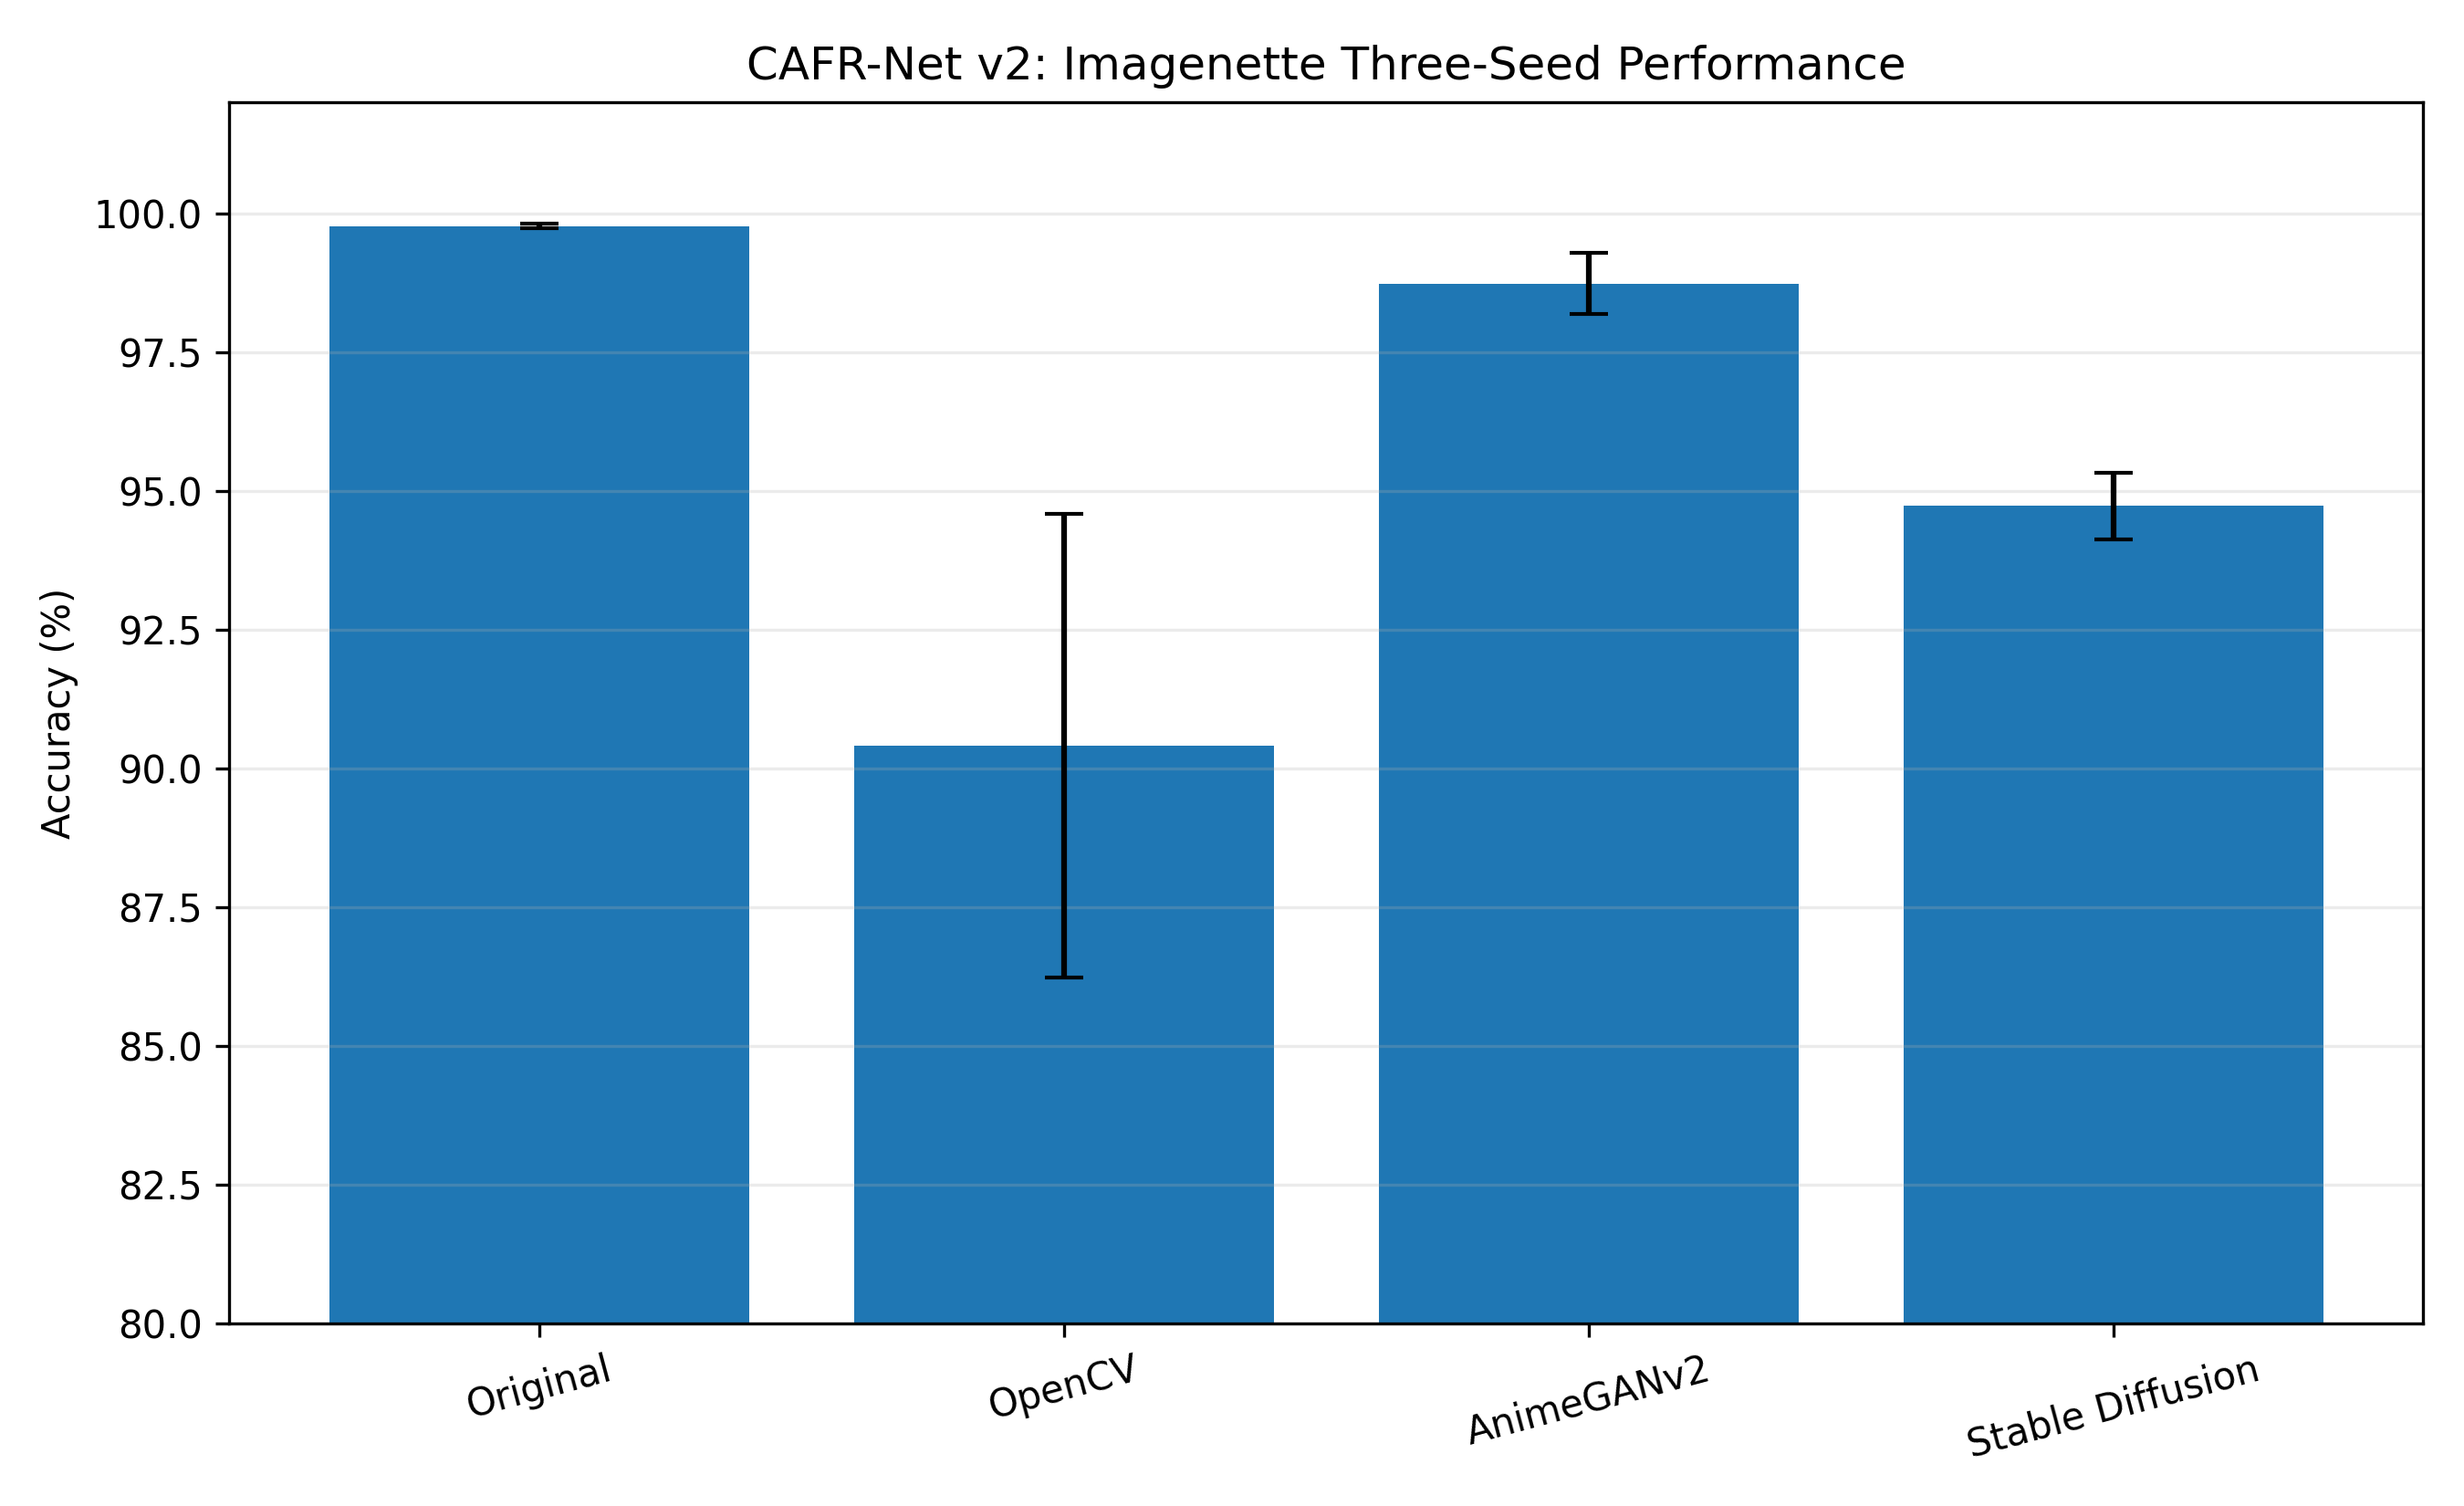 CAFR-Net v2: Imagenette Three-Seed Performance
Accuracy (%)
100.0
97.5
95.0
92.5
90.0
87.5
85.0
82.5
80.0
Original
OpenCV
AnimeGANv2
Stable Diffusion